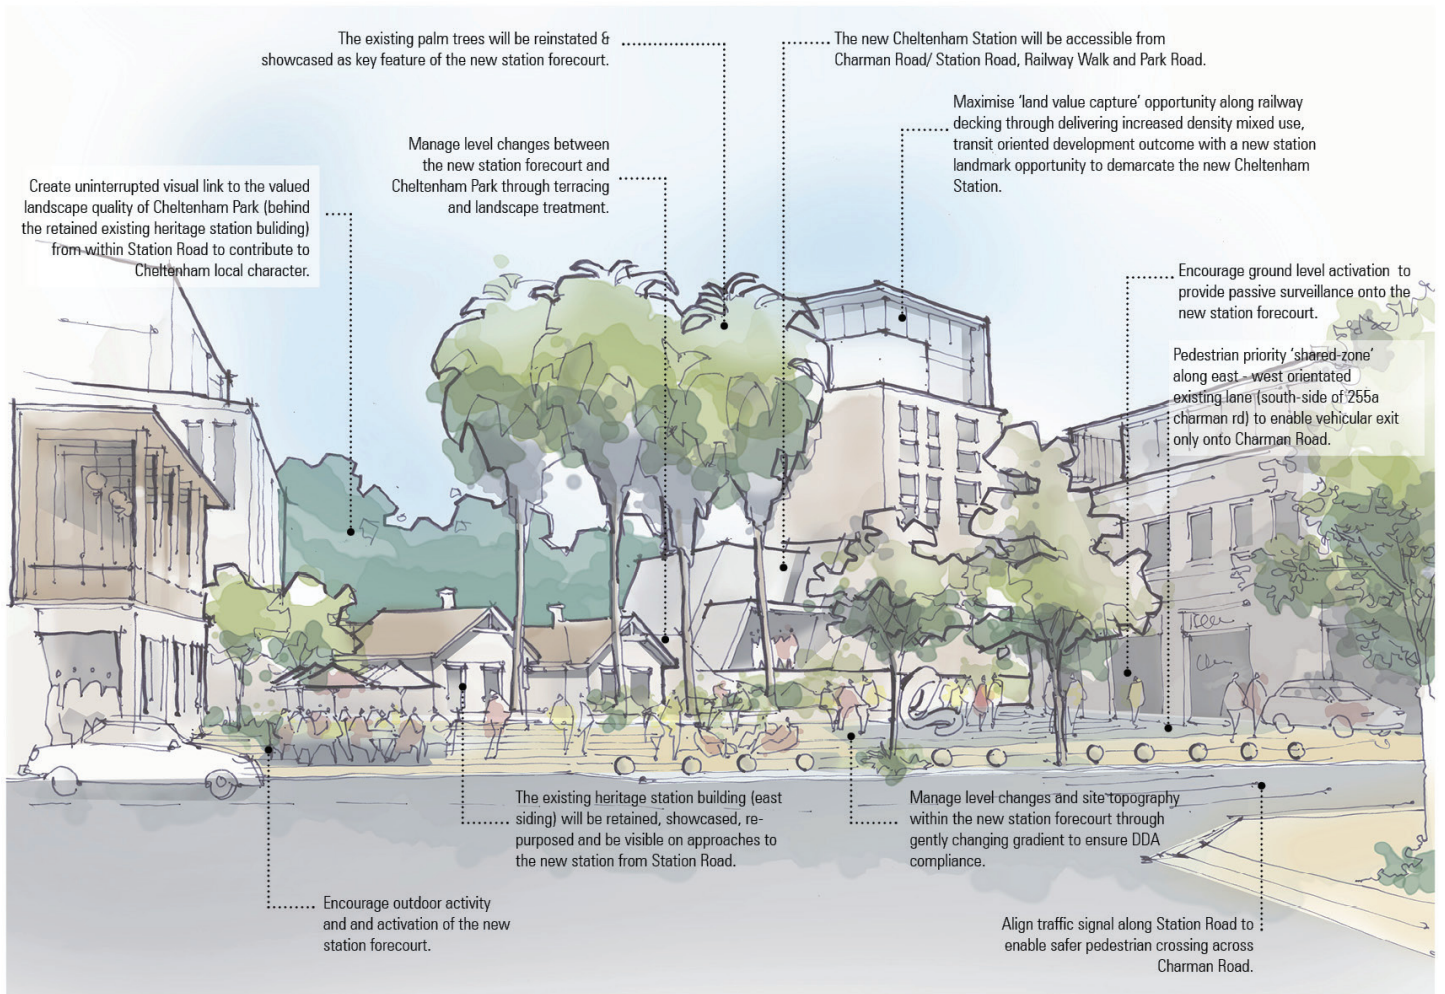 The existing palm trees will be reinstated &
showcased as key feature of the new station forecourt.
The new Cheltenham Station will be accessible from
Charman Road/ Station Road, Railway Walk and Park Road.
Maximise ‘land value capture’ opportunity along railway
decking through delivering increased density mixed use,
transit oriented development outcome with a new station
landmark opportunity to demarcate the new Cheltenham
Station.
Manage level changes between
the new station forecourt and
Cheltenham Park through terracing
and landscape treatment.
Create uninterrupted visual link to the valued
landscape quality of Cheltenham Park (behind
the retained existing heritage station buliding)
from within Station Road to contribute to
Cheltenham local character.
Encourage ground level activation to
provide passive surveillance onto the
new station forecourt.
Pedestrian priority ‘shared-zone’
along east - west orientated
existing lane (south-side of 255a
charman rd) to enable vehicular exit
only onto Charman Road.
The existing heritage station building (east
siding) will be retained, showcased, re-
purposed and be visible on approaches to
the new station from Station Road.
Manage level changes and site topography
within the new station forecourt through
gently changing gradient to ensure DDA
compliance.
Encourage outdoor activity
and and activation of the new
station forecourt.
Align traffic signal along Station Road to
enable safer pedestrian crossing across
Charman Road.